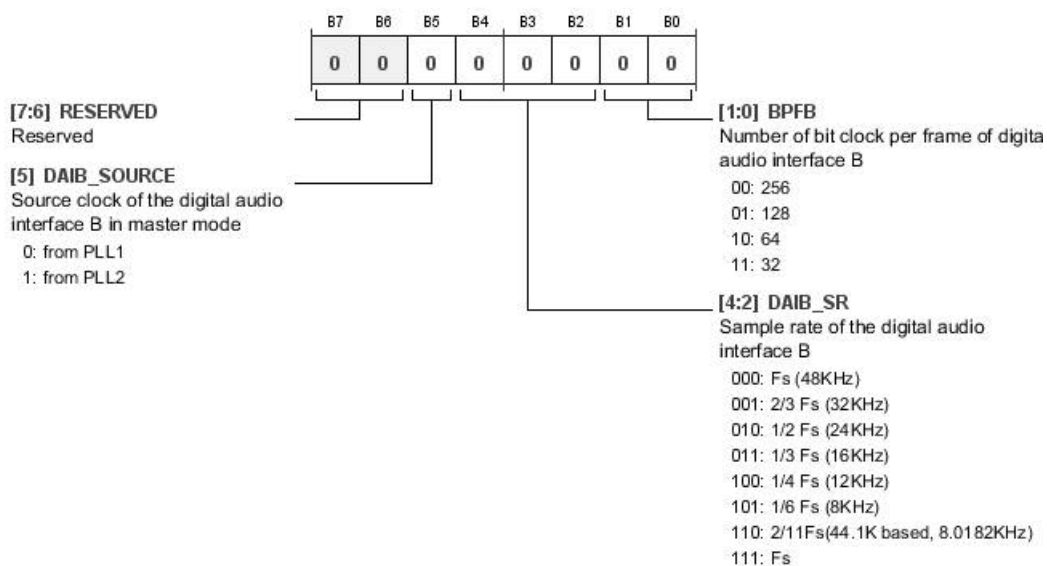 B7 B6 B5 B4 B3 B2 B1 B0
0 0 0 0 0 0 0 0
[7:6] RESERVED
Reserved
[5] DAIB_SOURCE
Source clock of the digital audio
interface B in master mode
0: from PLL1
1: from PLL2
[1:0] BPFB
Number of bit clock per frame of digita
audio interface B
00: 256
01: 128
10: 64
11: 32
[4:2] DAIB_SR
Sample rate of the digital audio
interface B
000: Fs (48KHz)
001: 2/3 Fs (32KHz)
010: 1/2 Fs (24KHz)
011: 1/3 Fs (16KHz)
100: 1/4 Fs (12KHz)
101: 1/6 Fs (8KHz)
110: 2/11Fs(44.1K based, 8.0182KHz)
111: Fs